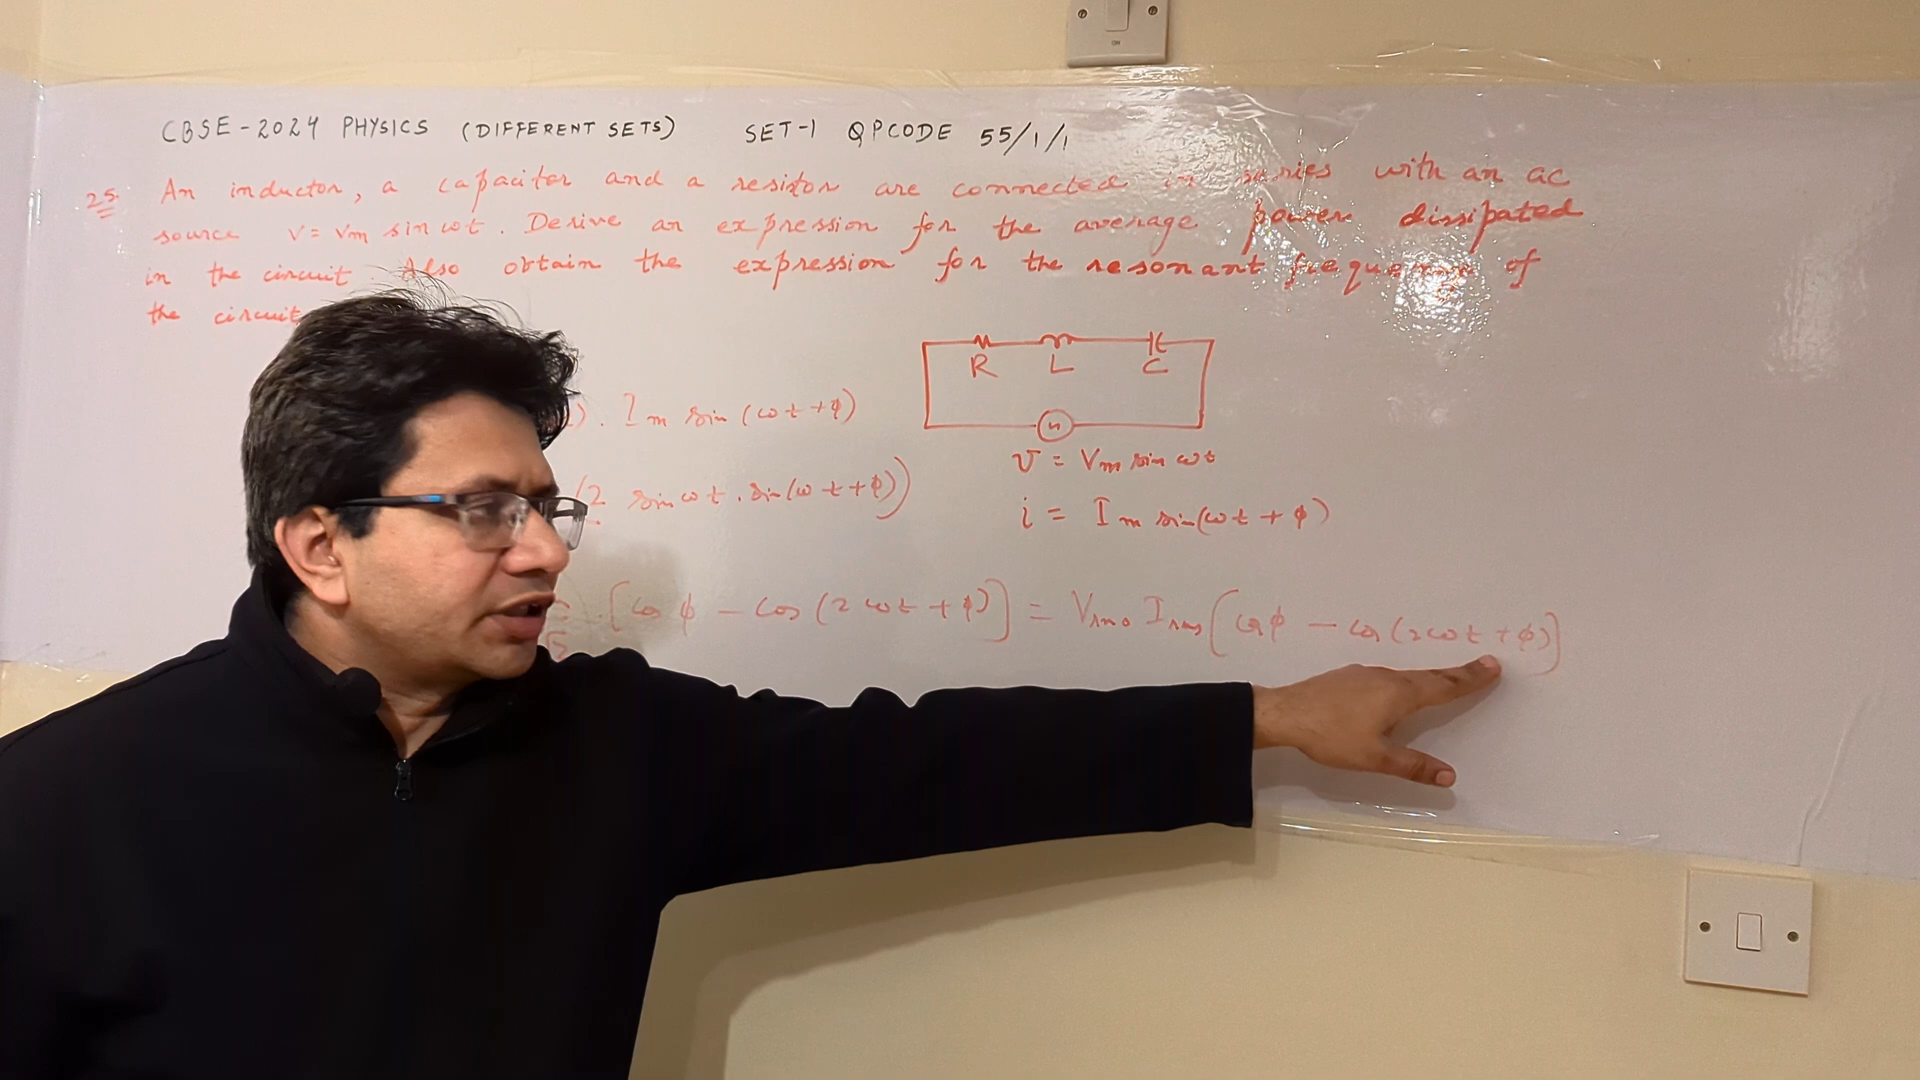 CBSE-2024 PHYSICS (DIFFERENT SETS) SET-1 QPCODE 55/1/1
25. An inductor, a capacitor and a resistor are connected in series with an ac
source v = vm sin ωt. Derive an expression for the average power dissipated
in the circuit. Also obtain the expression for the resonant frequency of
the circuit
R L C
). Im sin (ωt + φ)
v = Vm sin ωt
(2 sin ωt . sin(ωt + φ))
i = Im sin(ωt + φ)
[cos φ - cos (2ωt + φ)] = Vrms Irms [cos φ - cos (2ωt + φ)]